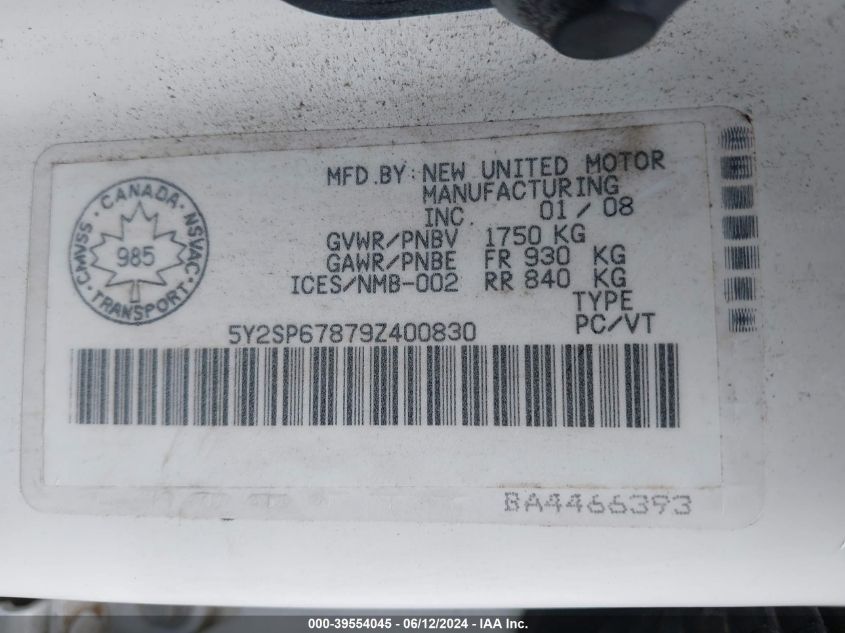 MFD.BY: NEW UNITED MOTOR
MANUFACTURING
INC. 01/08
GVWR/PNBV 1750 KG
GAWR/PNBE FR 930 KG
ICES/NMB-002 RR 840 KG
TYPE
PC/VT
CANADA · NSVAC · TRANSPORT · CMVSS ·
985
5Y2SP67879Z400830
BA4466393
000-39554045 - 06/12/2024 - IAA Inc.